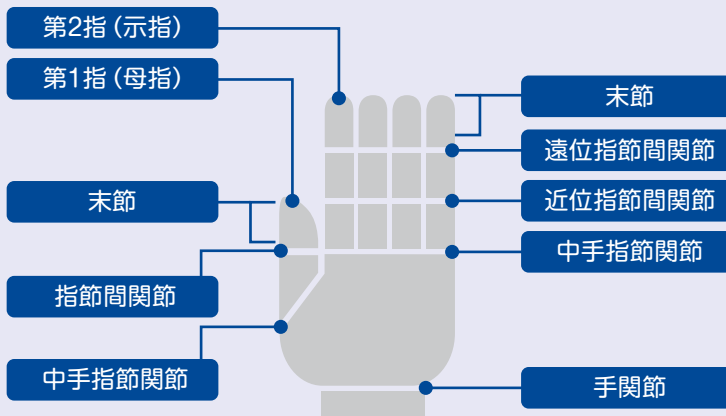 第2指（示指）
第1指（母指）
末節
指節間関節
中手指節関節
末節
遠位指節間関節
近位指節間関節
中手指節関節
手関節